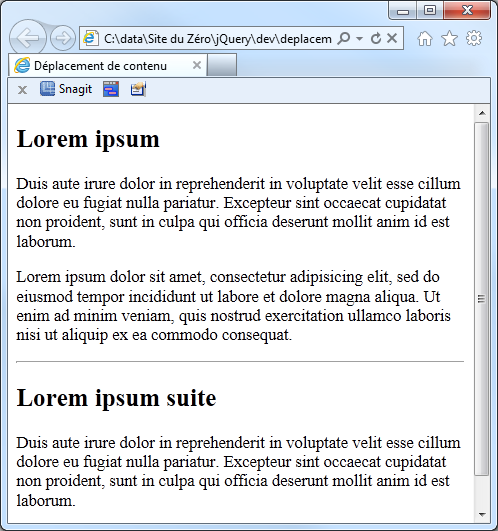 C:\data\Site du Zéro\jQuery\dev\deplacem
Déplacement de contenu
Snagit
Lorem ipsum
Duis aute irure dolor in reprehenderit in voluptate velit esse cillum
dolore eu fugiat nulla pariatur. Excepteur sint occaecat cupidatat
non proident, sunt in culpa qui officia deserunt mollit anim id est
laborum.
Lorem ipsum dolor sit amet, consectetur adipisicing elit, sed do
eiusmod tempor incididunt ut labore et dolore magna aliqua. Ut
enim ad minim veniam, quis nostrud exercitation ullamco laboris
nisi ut aliquip ex ea commodo consequat.
Lorem ipsum suite
Duis aute irure dolor in reprehenderit in voluptate velit esse cillum
dolore eu fugiat nulla pariatur. Excepteur sint occaecat cupidatat
non proident, sunt in culpa qui officia deserunt mollit anim id est
laborum.